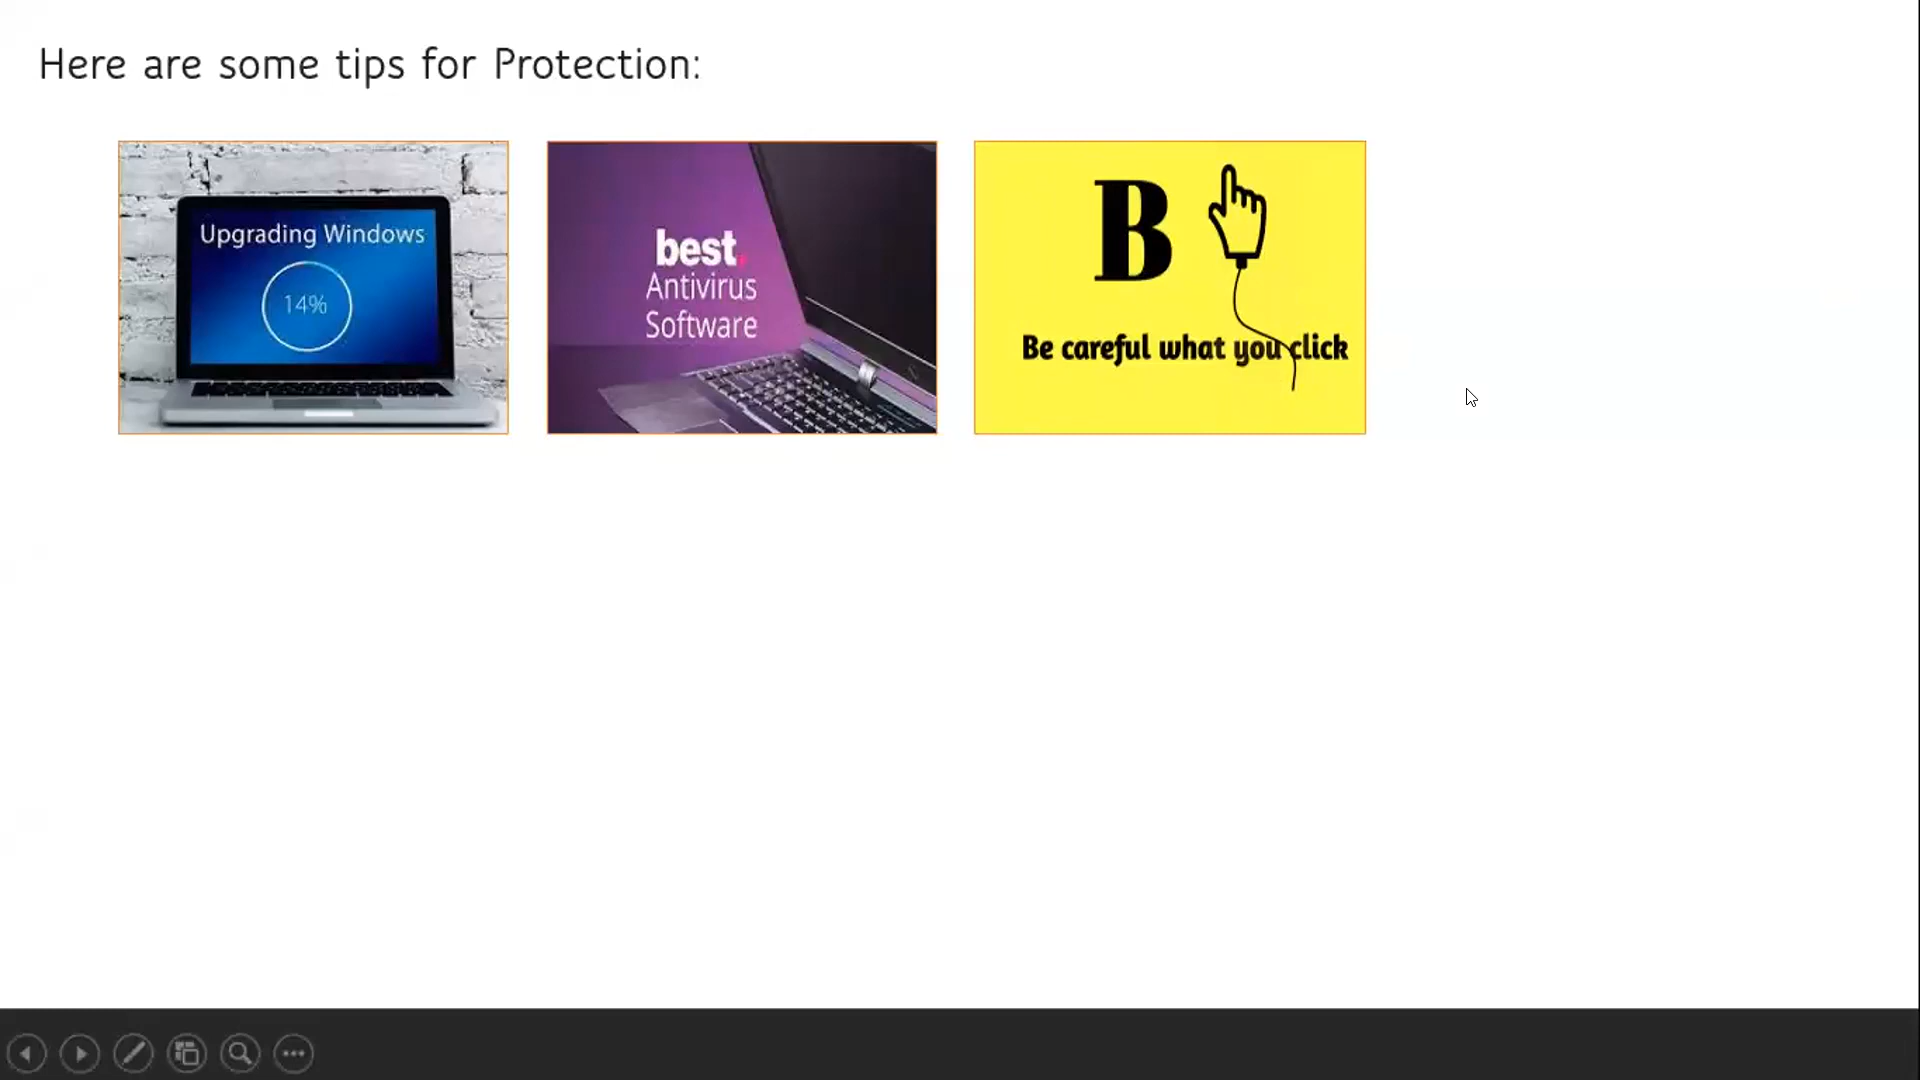 Here are some tips for Protection:
Upgrading Windows
14%
best.
Antivirus
Software
B
Be careful what you click